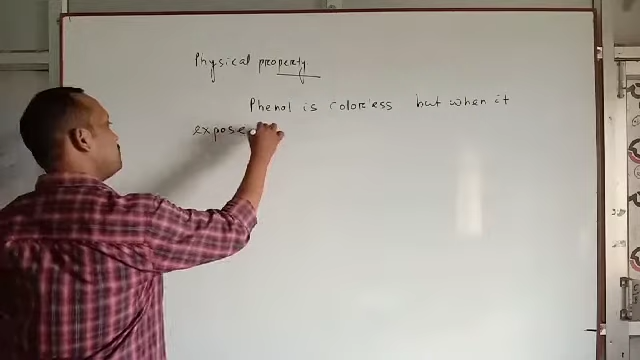 Physical property
Phenol is colorless but when it
expose